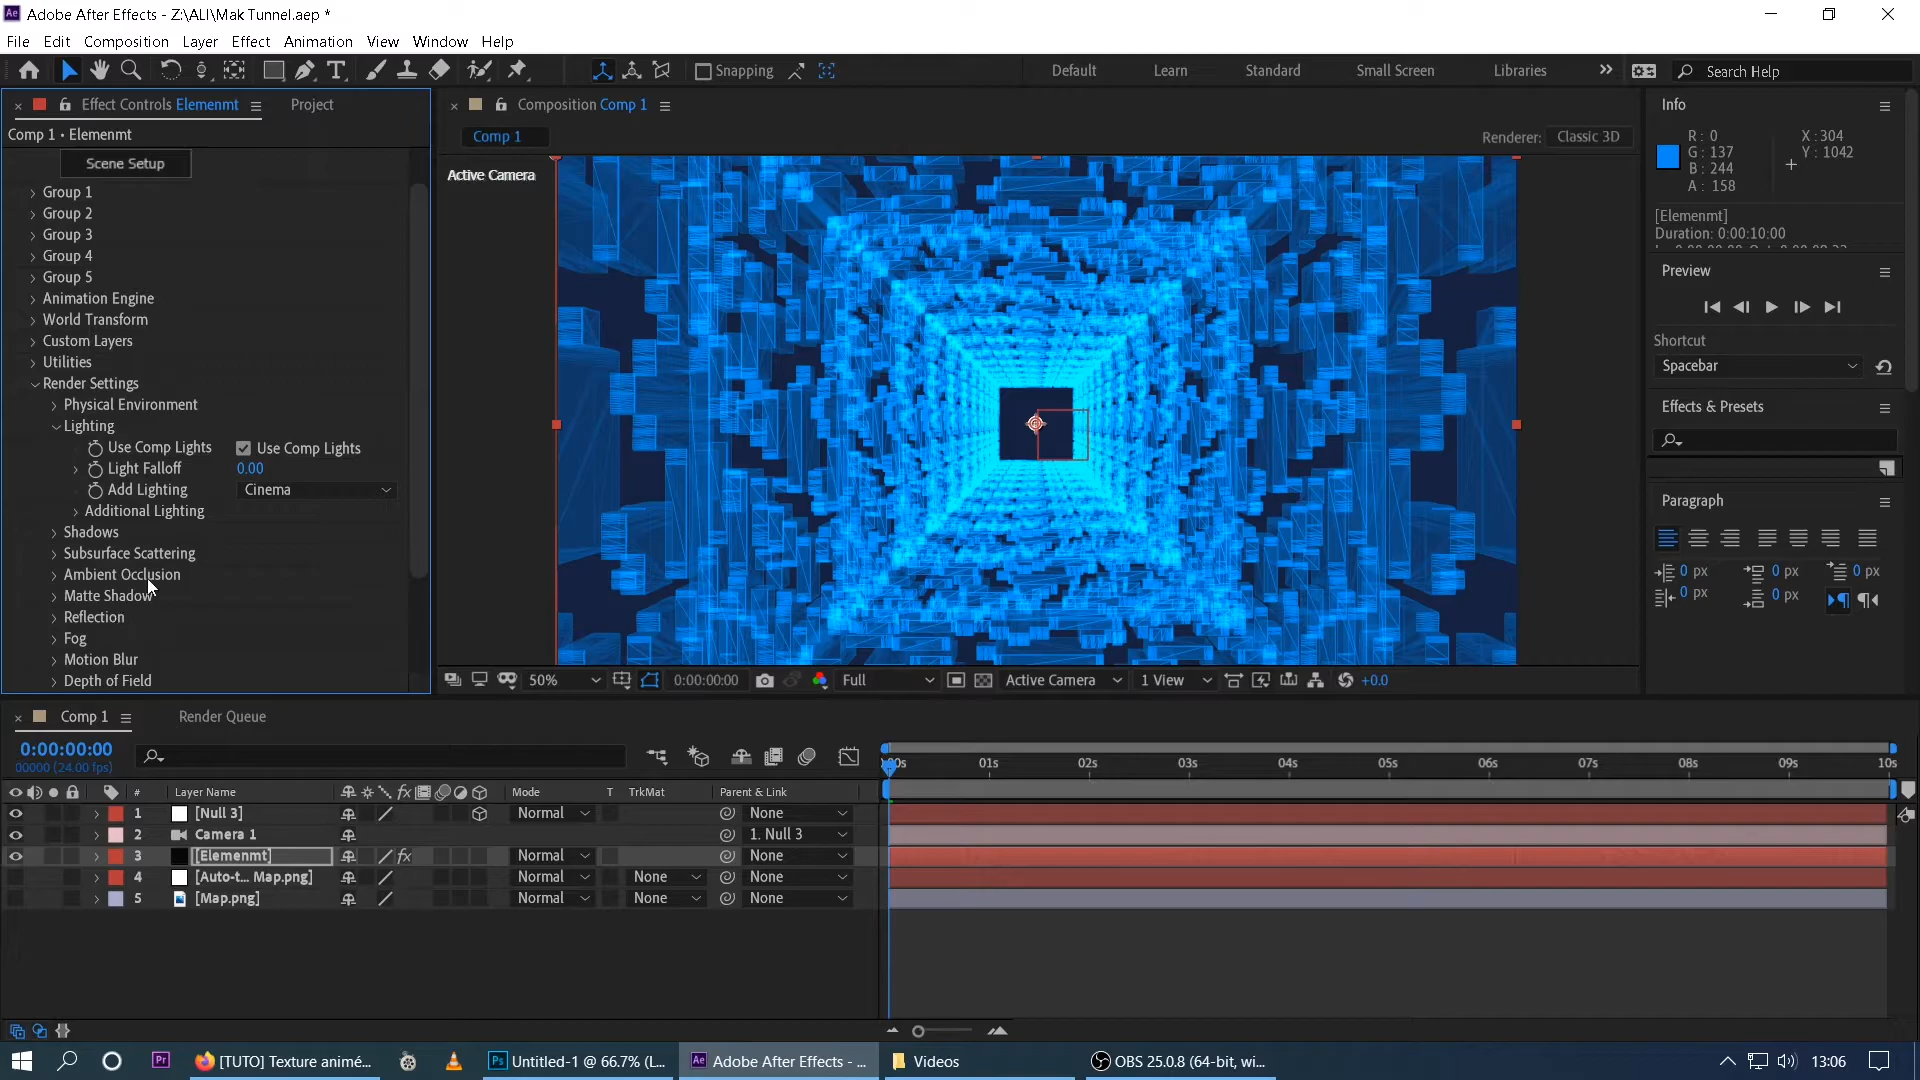 Adobe After Effects - Z:\ALI\Mak Tunnel.aep *
File Edit Composition Layer Effect Animation View Window Help
Snapping
Default Learn Standard Small Screen Libraries
Search Help
Effect Controls Elemenmt
Project
Comp 1 • Elemenmt
Scene Setup
Group 1
Group 2
Group 3
Group 4
Group 5
Animation Engine
World Transform
Custom Layers
Utilities
Render Settings
Physical Environment
Lighting
Use Comp Lights Use Comp Lights
Light Falloff 0.00
Add Lighting Cinema
Additional Lighting
Shadows
Subsurface Scattering
Ambient Occlusion
Matte Shadow
Reflection
Fog
Motion Blur
Depth of Field
Composition Comp 1
Comp 1
Renderer: Classic 3D
Active Camera
50% 0:00:00:00 Full Active Camera 1 View +0.0
Info
R: 0
G: 137
B: 244
A: 158
X: 304
Y: 1042
[Elemenmt]
Duration: 0:00:10:00
Preview
Shortcut
Spacebar
Effects & Presets
Paragraph
0 px 0 px 0 px
0 px 0 px
Comp 1
Render Queue
0:00:00:00
00000 (24.00 fps)
# Layer Name Mode T TrkMat Parent & Link
1 [Null 3] Normal None
2 Camera 1 1. Null 3
3 [Elemenmt] Normal None
4 [Auto-t... Map.png] Normal None None
5 [Map.png] Normal None None
01s 02s 03s 04s 05s 06s 07s 08s 09s 10s
Pr
[TUTO] Texture animé...
Ps Untitled-1 @ 66.7% (L...
Ae Adobe After Effects - ...
Videos
OBS 25.0.8 (64-bit, wi...
13:06